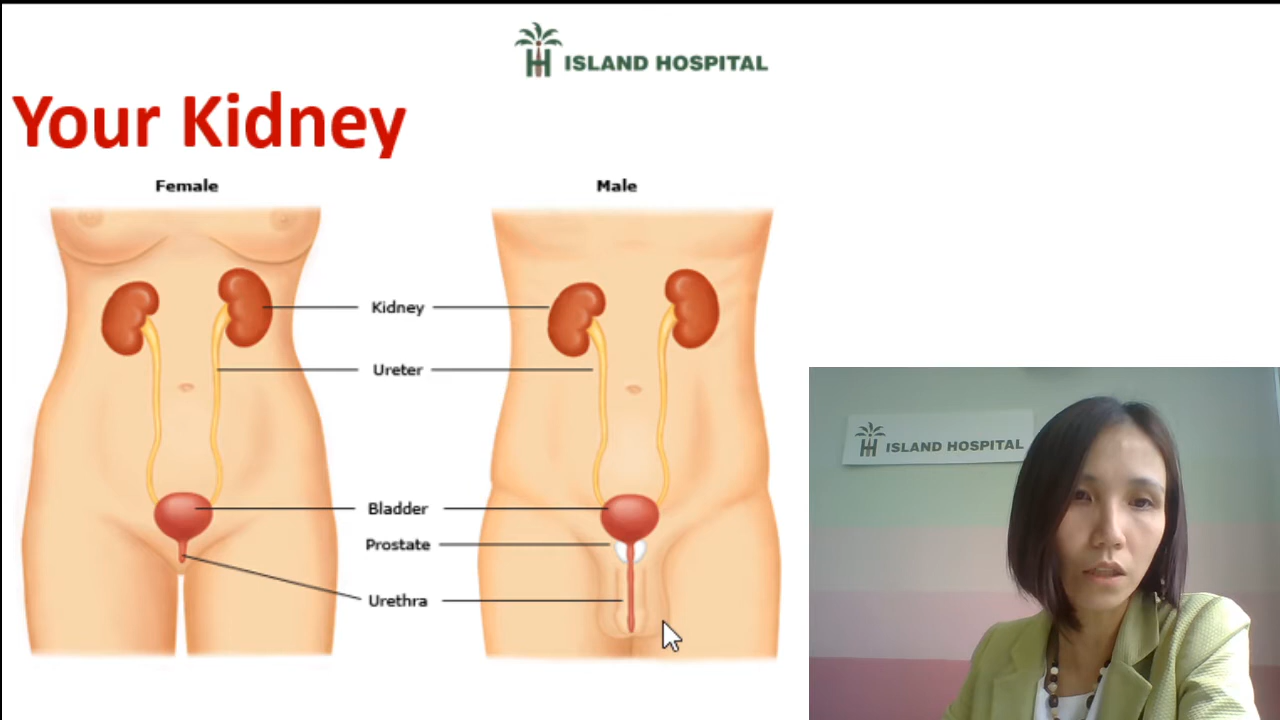 ISLAND HOSPITAL
Your Kidney
Female
Male
Kidney
Ureter
Bladder
Prostate
Urethra
ISLAND HOSPITAL